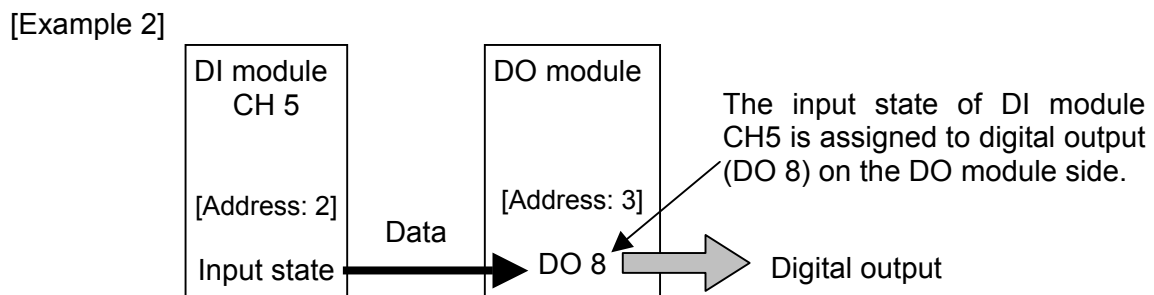 [Example 2]
DI module
CH 5
[Address: 2]
Input state
Data
DO module
[Address: 3]
DO 8
The input state of DI module
CH5 is assigned to digital output
(DO 8) on the DO module side.
Digital output